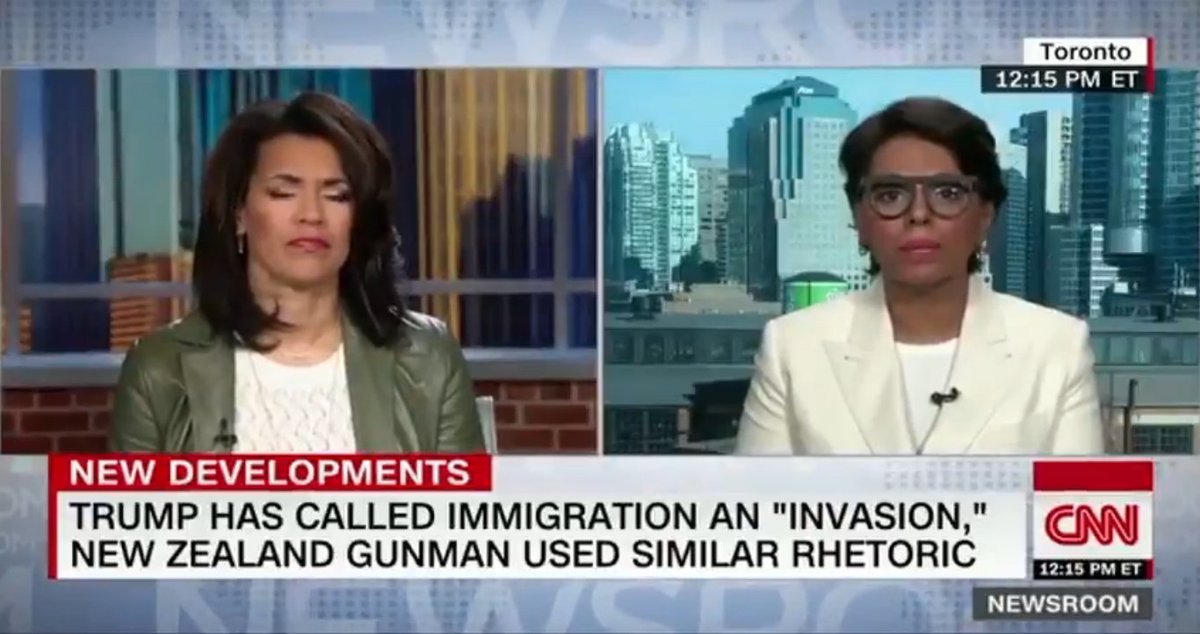 NEWSRO
Toronto
12:15 PM ET
NEW DEVELOPMENTS
TRUMP HAS CALLED IMMIGRATION AN "INVASION,"
NEW ZEALAND GUNMAN USED SIMILAR RHETORIC
CNN
12:15 PM ET
NEWSROOM